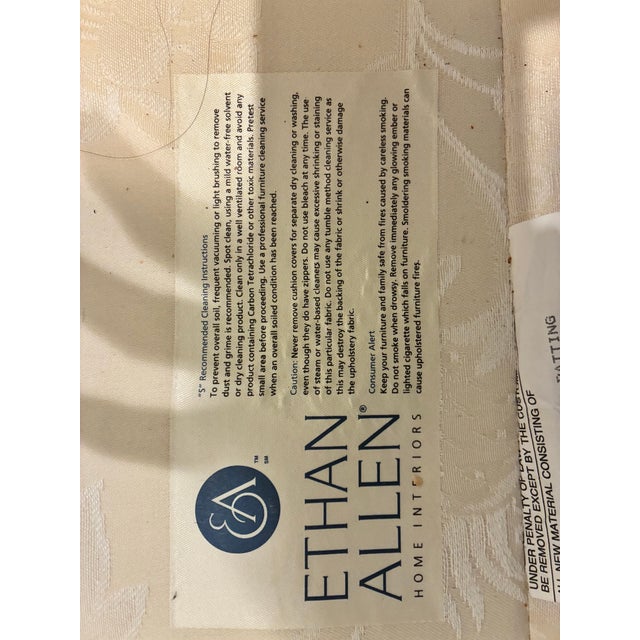 "S" Recommended Cleaning Instructions
To prevent overall soil, frequent vacuuming or light brushing to remove
dust and grime is recommended. Spot clean, using a mild water-free solvent
or dry cleaning product. Clean only in a well ventilated room and avoid any
product containing Carbon Tetrachloride or other toxic materials. Pretest
small area before proceeding. Use a professional furniture cleaning service
when an overall soiled condition has been reached.
Caution: Never remove cushion covers for separate dry cleaning or washing,
even though they do have zippers. Do not use bleach at any time. The use
of steam or water-based cleaners may cause excessive shrinking or staining
of this particular fabric. Do not use any tumble method cleaning service as
this may destroy the backing of the fabric or shrink or otherwise damage
the upholstery fabric.
Consumer Alert
Keep your furniture and family safe from fires caused by careless smoking.
Do not smoke when drowsy. Remove immediately any glowing ember or
lighted cigarette which falls on furniture. Smoldering smoking materials can
cause upholstered furniture fires.
EA TM
SM
ETHAN
ALLEN®
HOME INTERIORS
UNDER PENALTY OF LAW THE
BE REMOVED EXCEPT BY THE
ALL NEW MATERIAL CONSISTING OF
BATTING